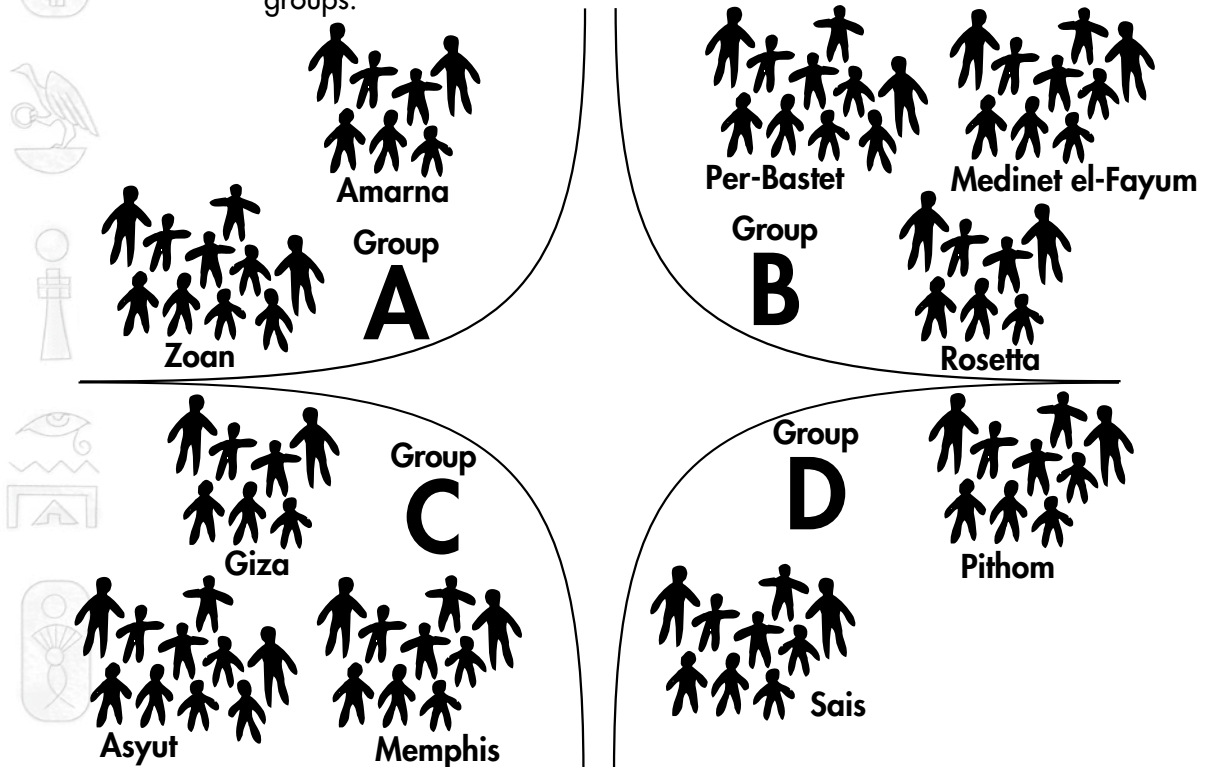 groups.
Amarna
Group
A
Zoan
Per-Bastet
Medinet el-Fayum
Group
B
Rosetta
Giza
Group
C
Asyut
Memphis
Group
D
Pithom
Sais